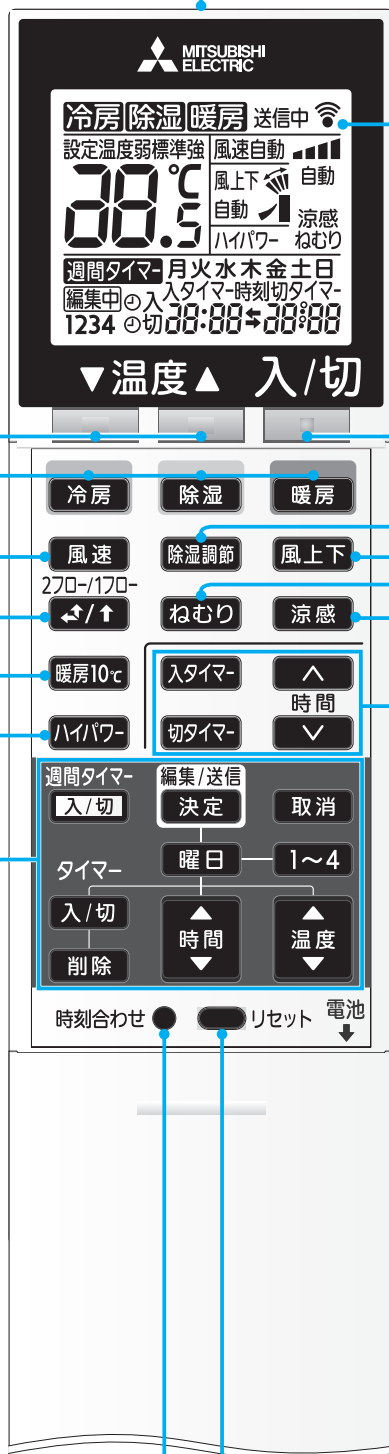 MITSUBISHI
ELECTRIC
冷房 除湿 暖房 送信中
設定温度弱標準強 風速自動
38.5℃ 風上下 自動
自動 涼感
ハイパワー ねむり
週間タイマー 月火水木金土日
編集中 入 入タイマー時刻切タイマー
1234 切 38:88 38:88
▼温度▲ 入/切
冷房 除湿 暖房
風速 除湿調節 風上下
2フロー/1フロー
ねむり 涼感
暖房10℃ 入タイマー
時間
ハイパワー 切タイマー
週間タイマー 編集/送信
入/切 決定 取消
曜日 1〜4
タイマー
入/切 ▲ ▲
時間 温度
削除 ▼ ▼
時刻合わせ リセット 電池